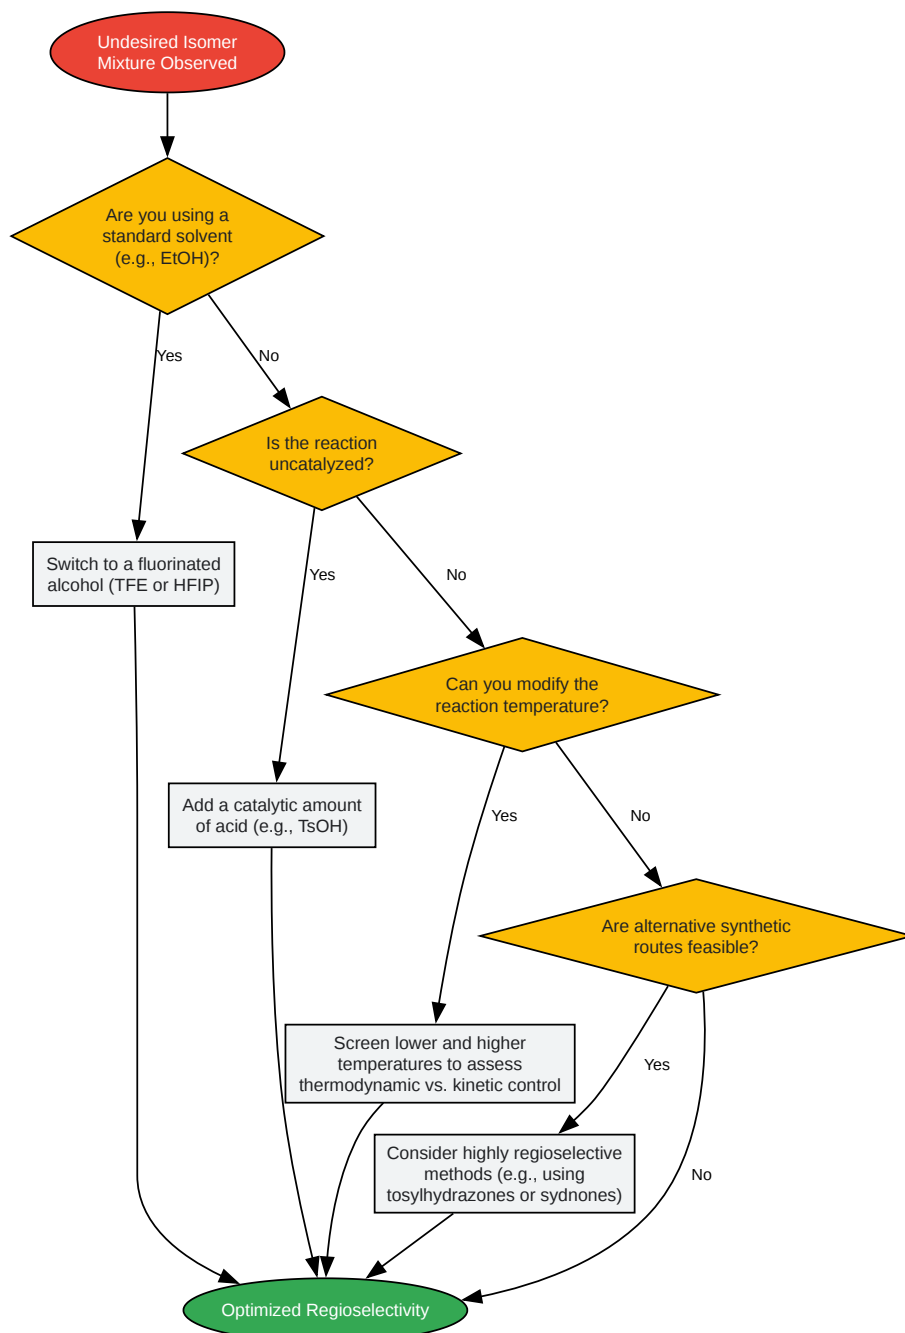 Undesired Isomer
Mixture Observed
Are you using a
standard solvent
(e.g., EtOH)?
Yes
No
Is the reaction
uncatalyzed?
Switch to a fluorinated
alcohol (TFE or HFIP)
Yes
No
Can you modify the
reaction temperature?
Add a catalytic amount
of acid (e.g., TsOH)
Yes
No
Are alternative synthetic
routes feasible?
Screen lower and higher
temperatures to assess
thermodynamic vs. kinetic control
Yes
Consider highly regioselective
methods (e.g., using
tosylhydrazones or sydnones)
No
Optimized Regioselectivity